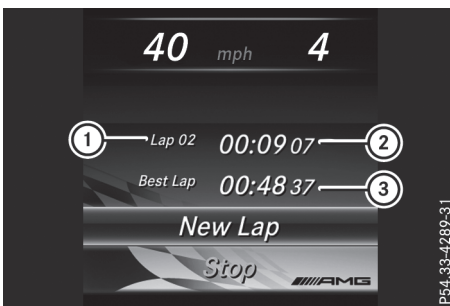 40 mph 4
1 Lap 02 00:09 07 2
Best Lap 00:48 37 3
New Lap
Stop AMG
P54.33-4289-31